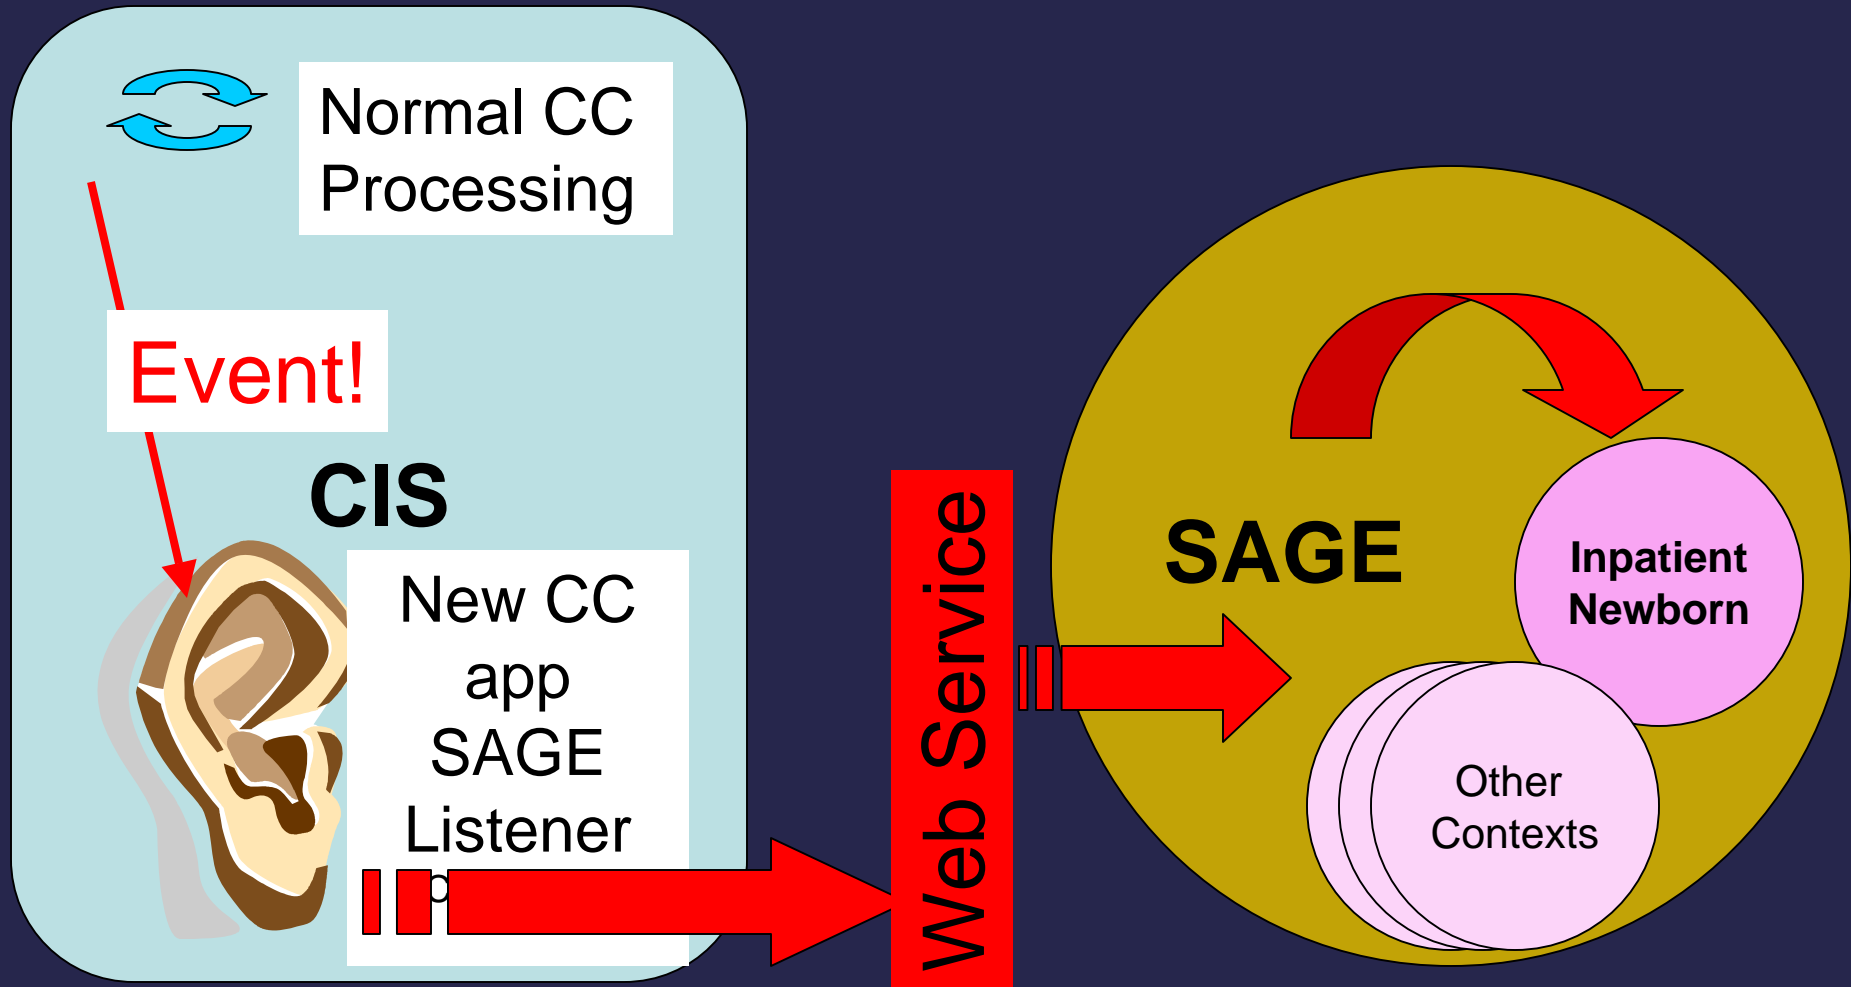 Normal CC
Processing
Event!
CIS
New CC
app
SAGE
Listener
Web Service
SAGE
Inpatient
Newborn
Other
Contexts